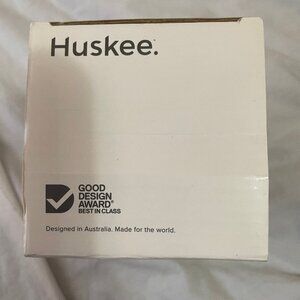 Huskee.
GOOD
DESIGN
AWARD®
BEST IN CLASS
Designed in Australia. Made for the world.